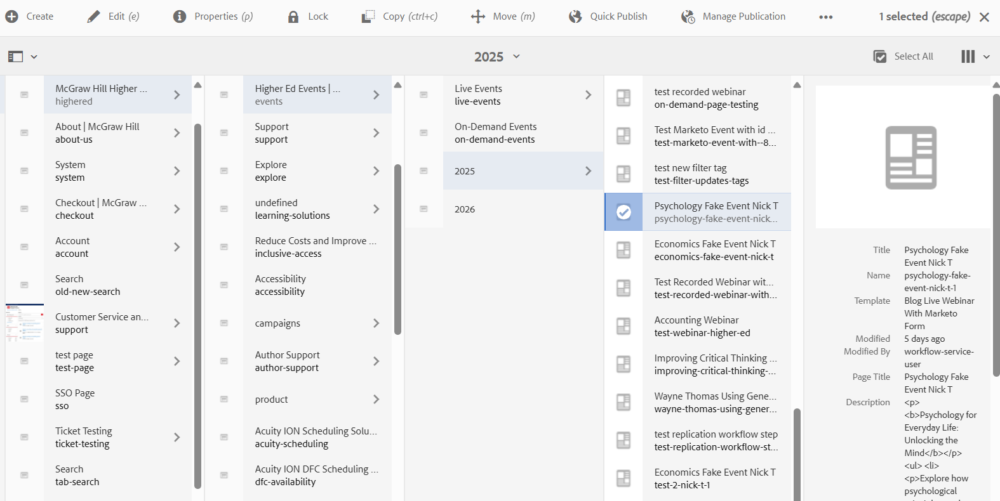 Create
Edit (e)
Properties (p)
Lock
Copy (ctrl+c)
Move (m)
Quick Publish
Manage Publication
1 selected (escape)
2025
Select All
McGraw Hill Higher ...
highered
About | McGraw Hill
about-us
System
system
Checkout | McGraw ...
checkout
Account
account
Search
old-new-search
Customer Service an...
support
test page
test-page
SSO Page
sso
Ticket Testing
ticket-testing
Search
tab-search
Higher Ed Events | ...
events
Support
support
Explore
explore
undefined
learning-solutions
Reduce Costs and Improve ...
inclusive-access
Accessibility
accessibility
campaigns
Author Support
author-support
product
Acuity ION Scheduling Solu...
acuity-scheduling
Acuity ION DFC Scheduling ...
dfc-availability
Live Events
live-events
On-Demand Events
on-demand-events
2025
2026
test recorded webinar
on-demand-page-testing
Test Marketo Event with id ...
test-marketo-event-with--8...
test new filter tag
test-filter-updates-tags
Psychology Fake Event Nick T
psychology-fake-event-nick...
Economics Fake Event Nick T
economics-fake-event-nick-t
Test Recorded Webinar wit...
test-recorded-webinar-with...
Accounting Webinar
test-webinar-higher-ed
Improving Critical Thinking ...
improving-critical-thinking-...
Wayne Thomas Using Gene...
wayne-thomas-using-gener...
test replication workflow step
test-replication-workflow-st...
Economics Fake Event Nick T
test-2-nick-t-1
Title Psychology Fake
Event Nick T
Name psychology-fake-
event-nick-t-1
Template Blog Live Webinar
With Marketo
Form
Modified 5 days ago
Modified By workflow-service-
user
Page Title Psychology Fake
Event Nick T
Description <p>
<b>Psychology for
Everyday Life:
Unlocking the
Mind</b></p>
<ul> <li>
<p>Explore how
psychological